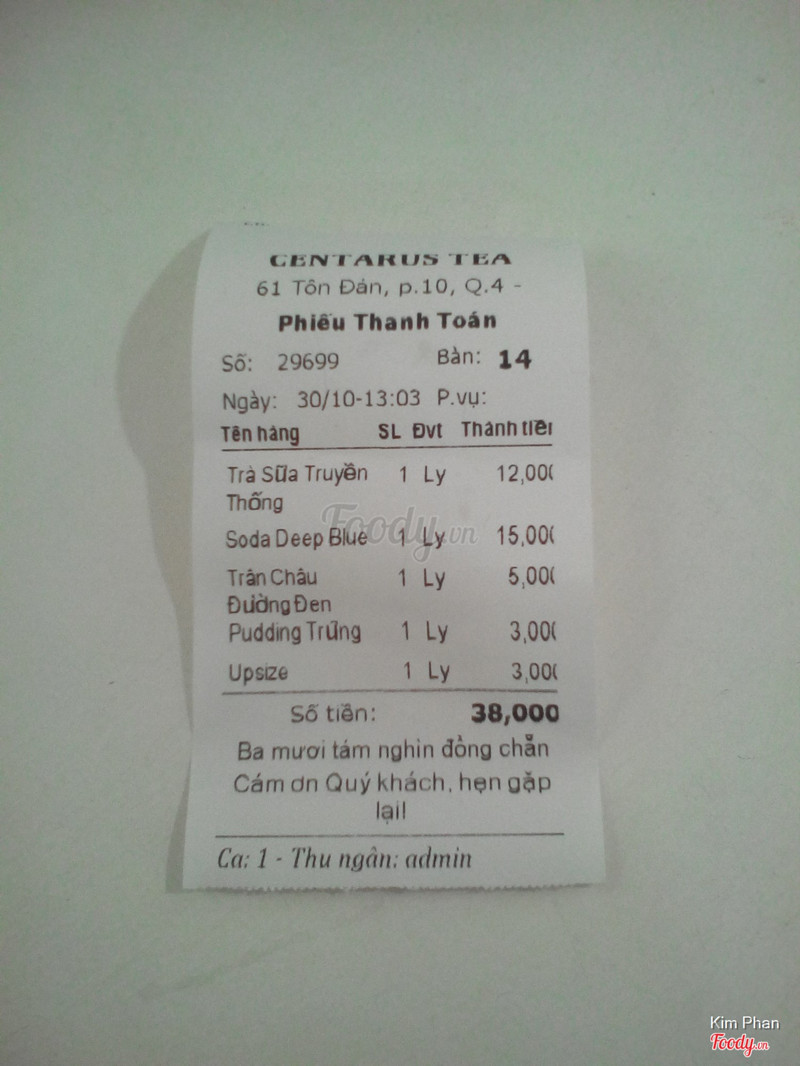 CENTARUS TEA
61 Tôn Đản, p.10, Q.4 -
Phiếu Thanh Toán
Số: 29699 Bàn: 14
Ngày: 30/10-13:03 P.vụ:
Tên hàng SL Đvt Thành tiền
Trà Sữa Truyền 1 Ly 12,000
Thống
Soda Deep Blue 1 Ly 15,000
Trân Châu 1 Ly 5,000
Đường Đen
Pudding Trứng 1 Ly 3,000
Upsize 1 Ly 3,000
Số tiền: 38,000
Ba mươi tám nghìn đồng chẵn
Cám ơn Quý khách, hẹn gặp
lại!
Ca: 1 - Thu ngân: admin
Foody.vn
Kim Phan
Foody.vn